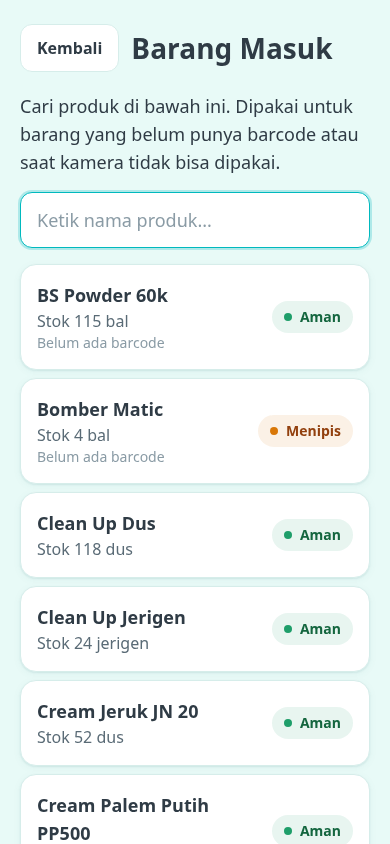 Kembali
Barang Masuk
Cari produk di bawah ini. Dipakai untuk
barang yang belum punya barcode atau
saat kamera tidak bisa dipakai.
Ketik nama produk...
BS Powder 60k
Stok 115 bal
Belum ada barcode
Aman
Bomber Matic
Stok 4 bal
Belum ada barcode
Menipis
Clean Up Dus
Stok 118 dus
Aman
Clean Up Jerigen
Stok 24 jerigen
Aman
Cream Jeruk JN 20
Stok 52 dus
Aman
Cream Palem Putih
PP500
Aman